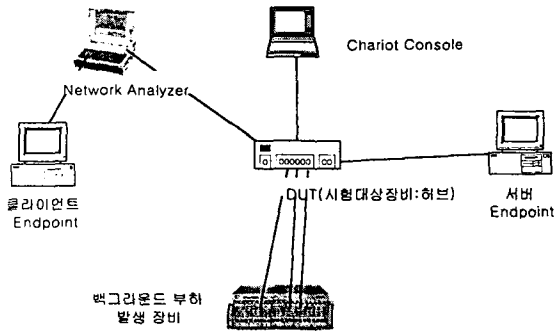 Chariot Console
Network Analyzer
클라이언트
Endpoint
DUT(시험대상장비:허브)
서버
Endpoint
백그라운드 부하
발생 장비